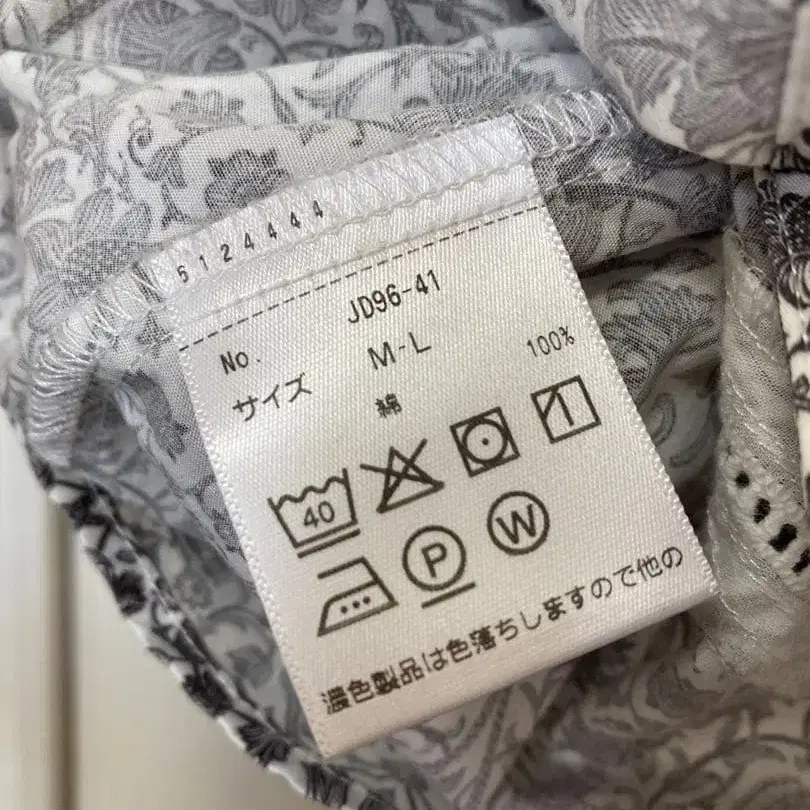 5124444
No. JD96-41
サイズ M-L
綿 100%
40 1
P W
濃色製品は色落ちしますので他の